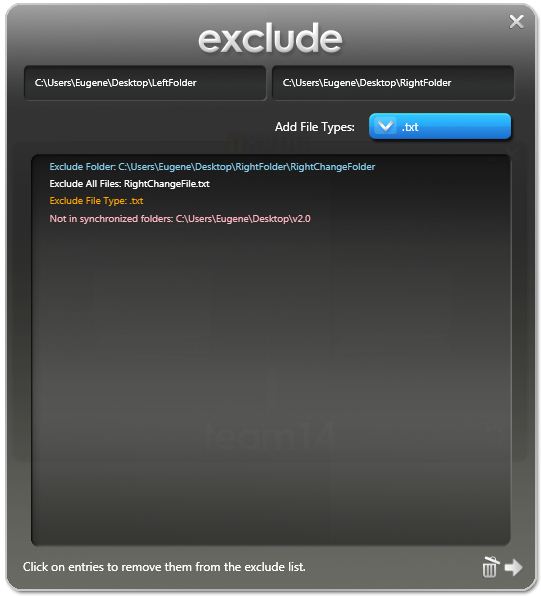 exclude
C:\Users\Eugene\Desktop\LeftFolder
C:\Users\Eugene\Desktop\RightFolder
Add File Types:
.txt
Exclude Folder: C:\Users\Eugene\Desktop\RightFolder\RightChangeFolder
Exclude All Files: RightChangeFile.txt
Exclude File Type: .txt
Not in synchronized folders: C:\Users\Eugene\Desktop\v2.0
team14
Click on entries to remove them from the exclude list.